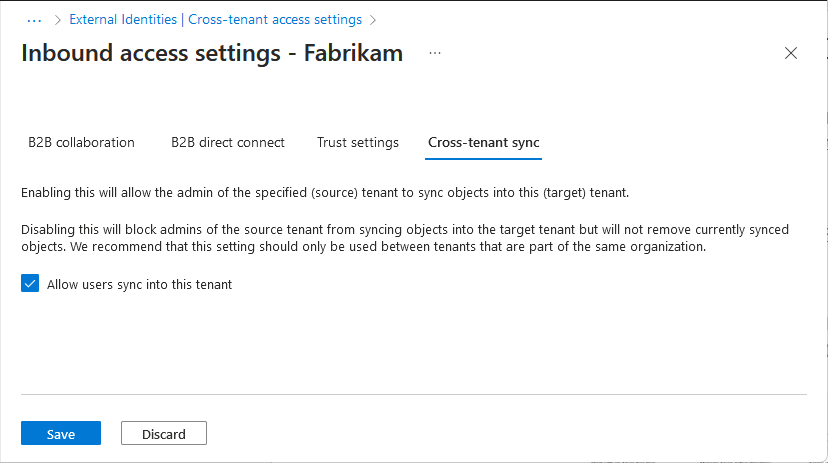 ··· > External Identities | Cross-tenant access settings >
Inbound access settings - Fabrikam ···
B2B collaboration B2B direct connect Trust settings Cross-tenant sync
Enabling this will allow the admin of the specified (source) tenant to sync objects into this (target) tenant.
Disabling this will block admins of the source tenant from syncing objects into the target tenant but will not remove currently synced
objects. We recommend that this setting should only be used between tenants that are part of the same organization.
Allow users sync into this tenant
Save Discard